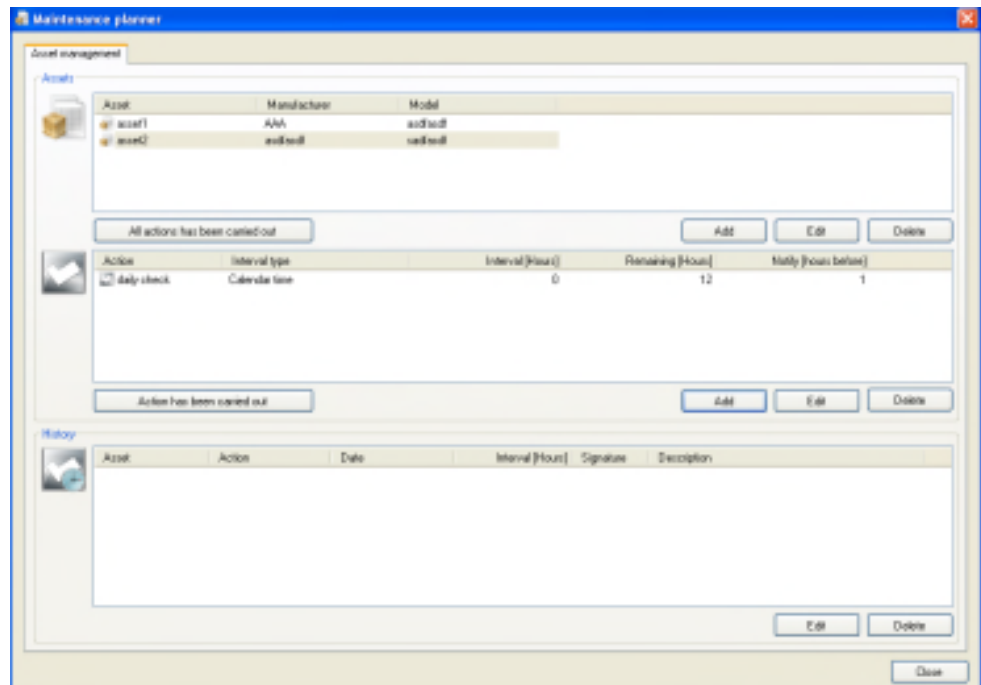 Maintenance planner
Asset management
Assets
Asset Manufacturer Model
asset1 AAA asdfasdf
asset2 asdfasdf sadfasdf
All actions has been carried out Add Edit Delete
Action Interval type Interval [Hours] Remaining [Hours] Notify [hours before]
daily check Calendar time 0 12 1
Action has been carried out Add Edit Delete
History
Asset Action Date Interval [Hours] Signature Description
Edit Delete
Close